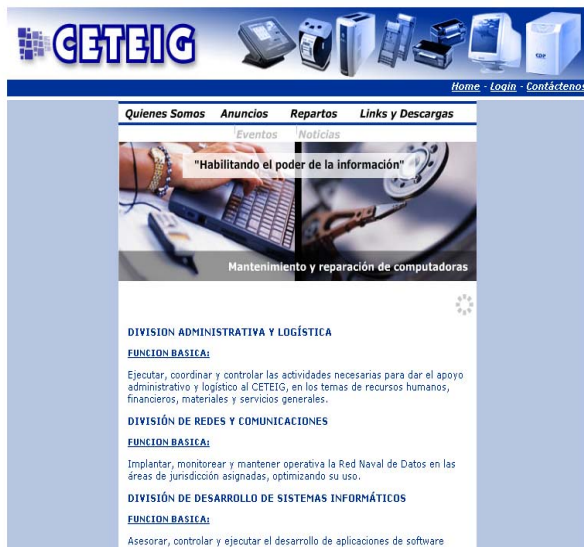 CETEIG
CDP
Home - Login - Contáctenos
Quienes Somos Anuncios Repartos Links y Descargas
Eventos Noticias
"Habilitando el poder de la información"
Mantenimiento y reparación de computadoras
DIVISION ADMINISTRATIVA Y LOGÍSTICA
FUNCION BASICA:
Ejecutar, coordinar y controlar las actividades necesarias para dar el apoyo
administrativo y logístico al CETEIG, en los temas de recursos humanos,
financieros, materiales y servicios generales.
DIVISIÓN DE REDES Y COMUNICACIONES
FUNCION BASICA:
Implantar, monitorear y mantener operativa la Red Naval de Datos en las
áreas de jurisdicción asignadas, optimizando su uso.
DIVISIÓN DE DESARROLLO DE SISTEMAS INFORMÁTICOS
FUNCION BASICA:
Asesorar, controlar y ejecutar el desarrollo de aplicaciones de software